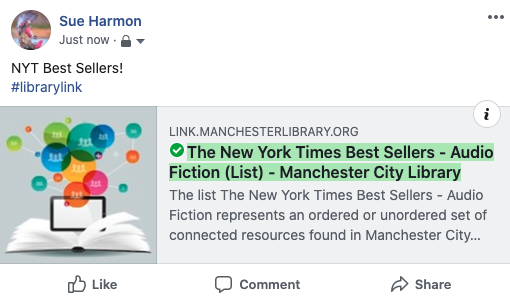 Sue Harmon
Just now ·
NYT Best Sellers!
#librarylink
i
LINK.MANCHESTERLIBRARY.ORG
The New York Times Best Sellers - Audio
Fiction (List) - Manchester City Library
The list The New York Times Best Sellers - Audio
Fiction represents an ordered or unordered set of
connected resources found in Manchester City...
Like Comment Share